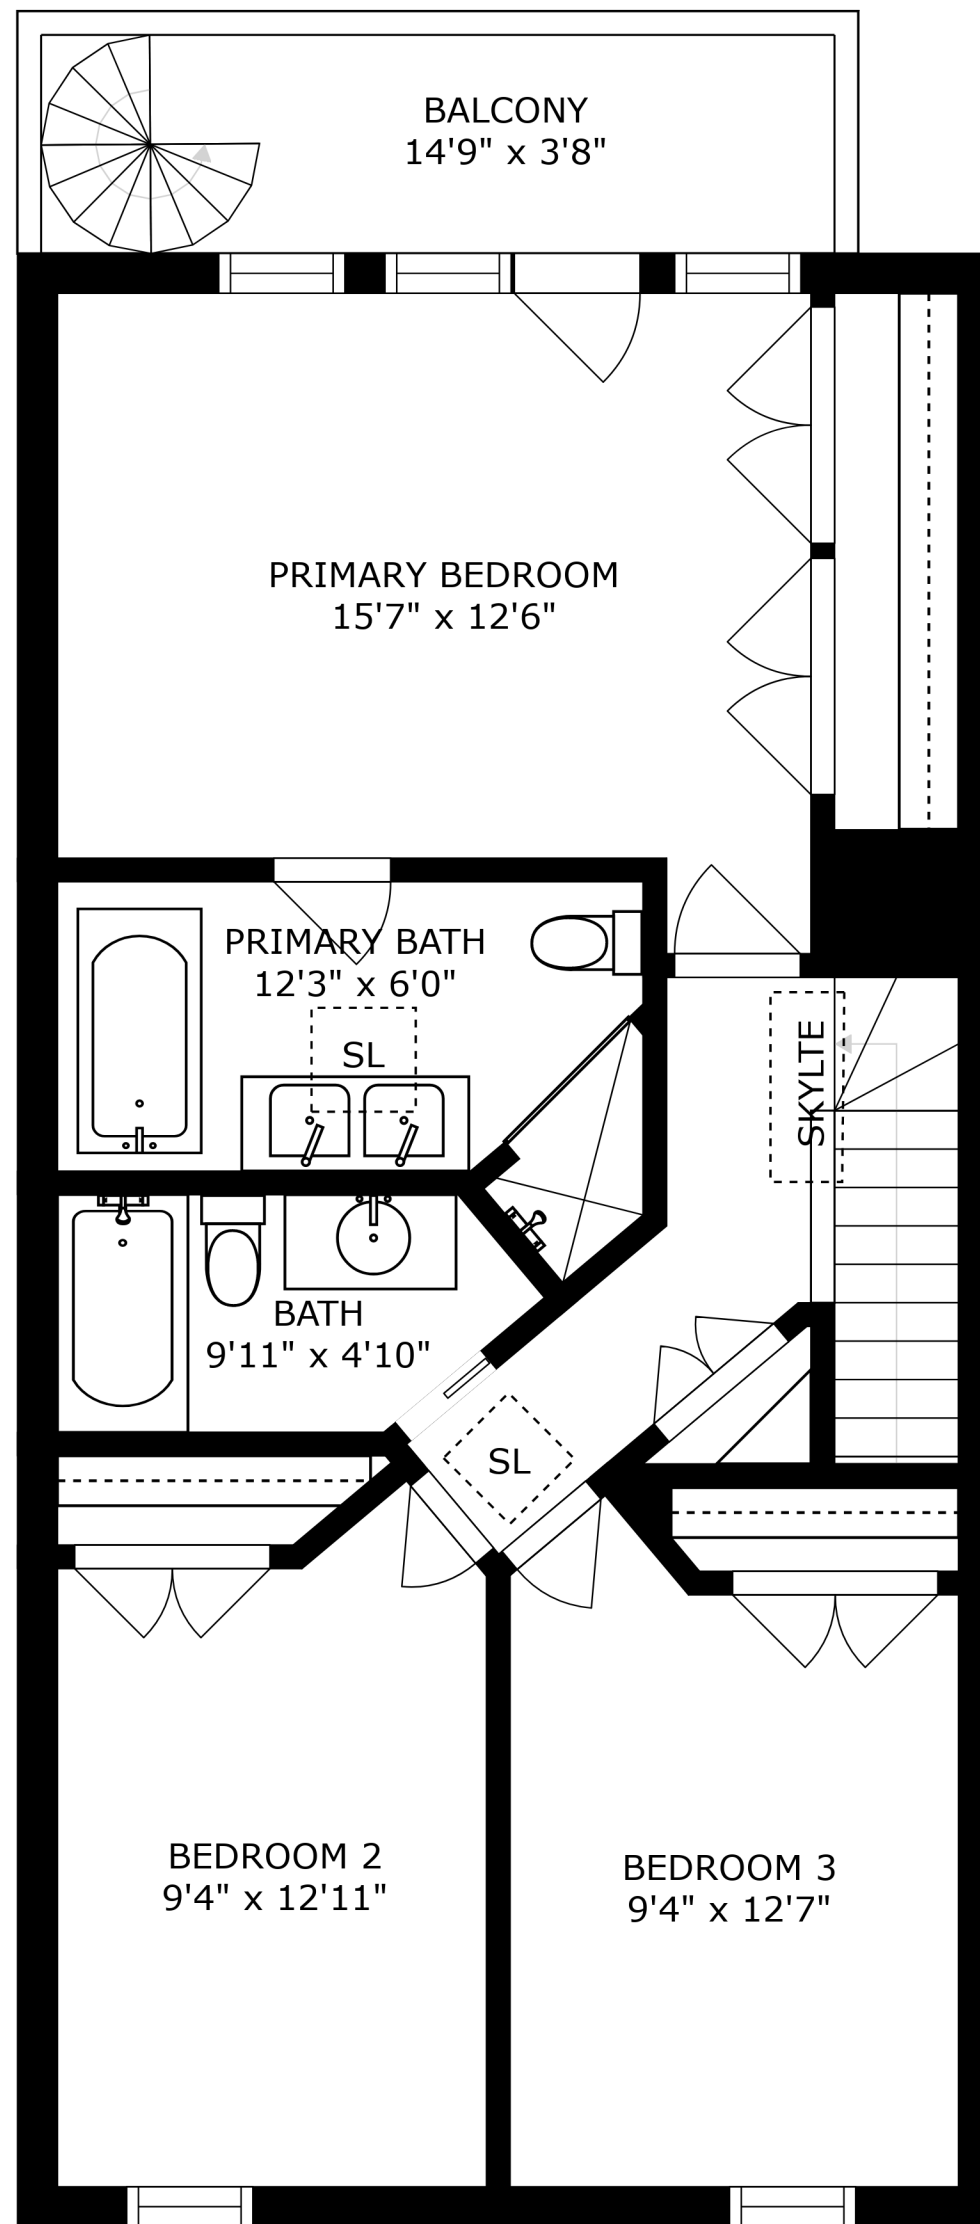 BALCONY
14'9" x 3'8"
PRIMARY BEDROOM
15'7" x 12'6"
PRIMARY BATH
12'3" x 6'0"
SL
SKYLTE
BATH
9'11" x 4'10"
SL
BEDROOM 2
9'4" x 12'11"
BEDROOM 3
9'4" x 12'7"